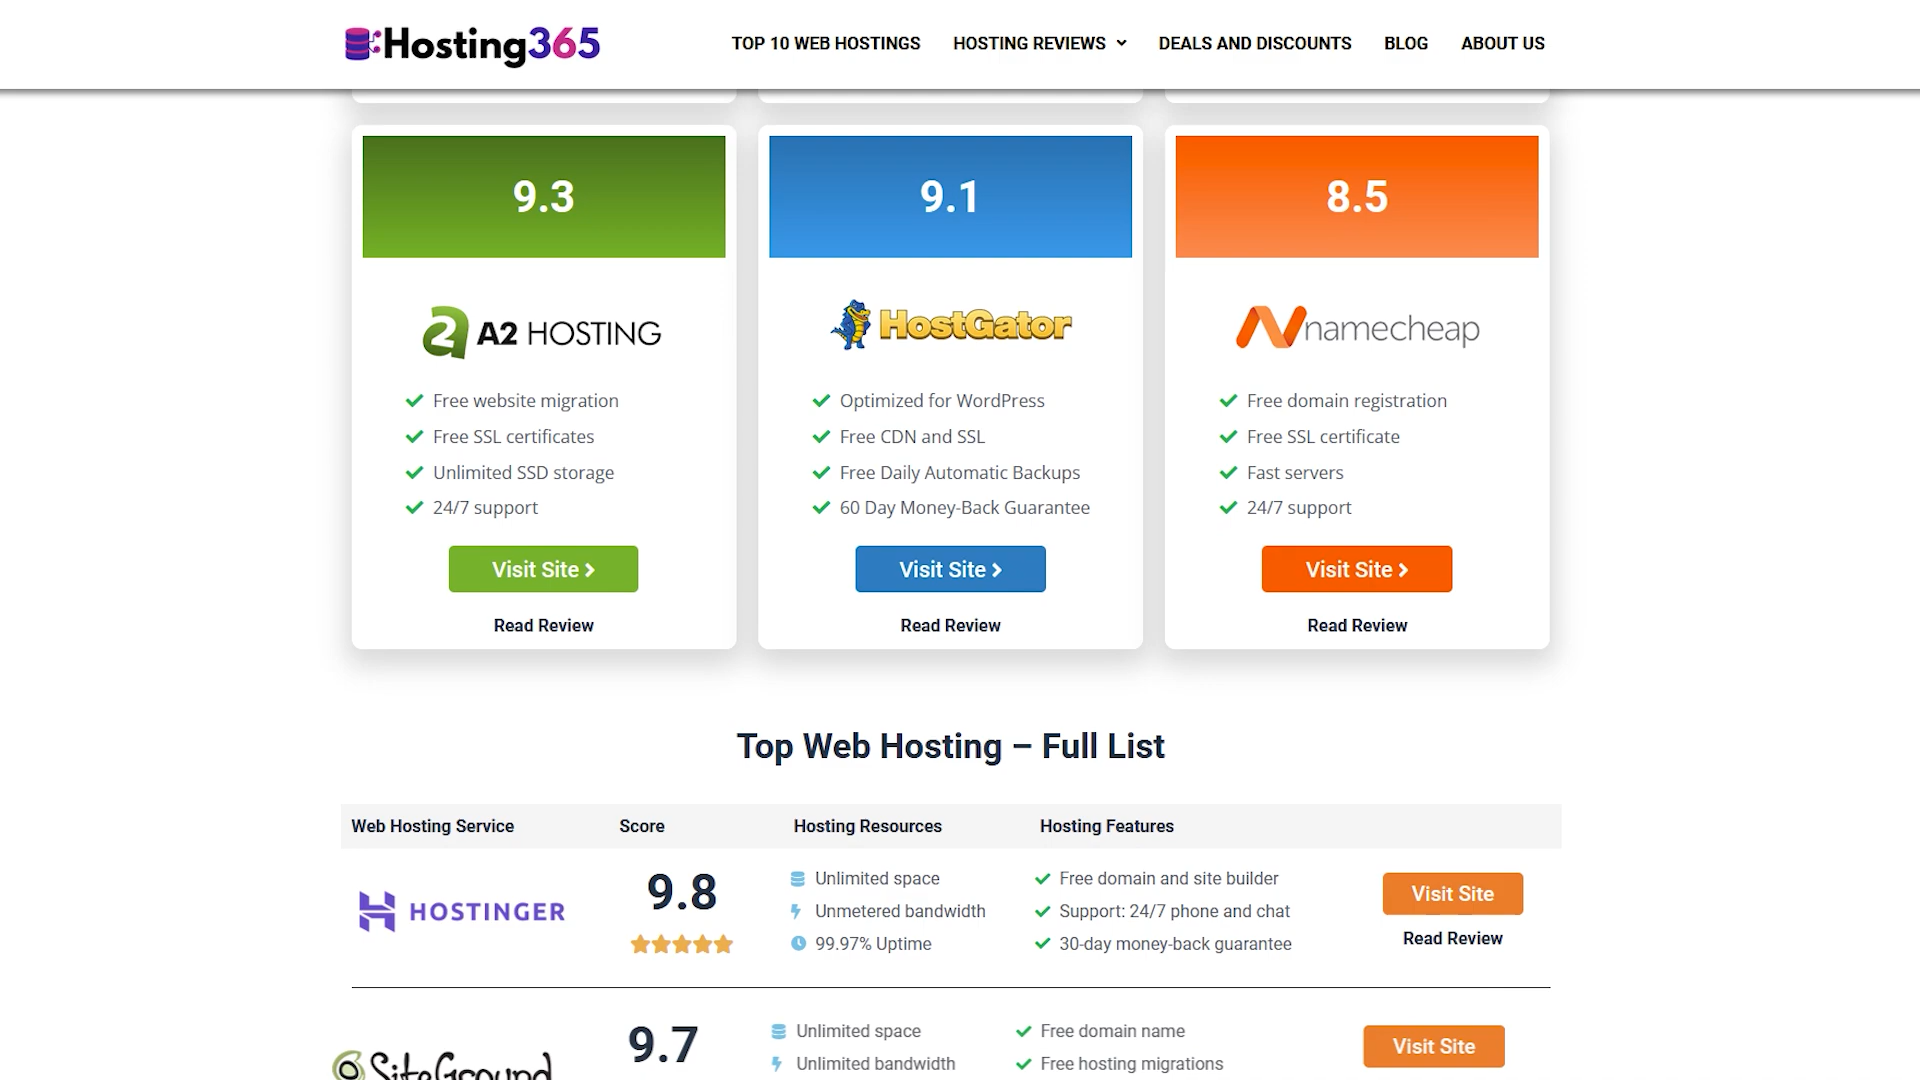 Hosting365
TOP 10 WEB HOSTINGS
HOSTING REVIEWS
DEALS AND DISCOUNTS
BLOG
ABOUT US
9.3
A2 HOSTING
Free website migration
Free SSL certificates
Unlimited SSD storage
24/7 support
Visit Site
Read Review
9.1
HostGator
Optimized for WordPress
Free CDN and SSL
Free Daily Automatic Backups
60 Day Money-Back Guarantee
Visit Site
Read Review
8.5
namecheap
Free domain registration
Free SSL certificate
Fast servers
24/7 support
Visit Site
Read Review
Top Web Hosting – Full List
Web Hosting Service
Score
Hosting Resources
Hosting Features
HOSTINGER
9.8
Unlimited space
Unmetered bandwidth
99.97% Uptime
Free domain and site builder
Support: 24/7 phone and chat
30-day money-back guarantee
Visit Site
Read Review
SiteGround
9.7
Unlimited space
Unlimited bandwidth
Free domain name
Free hosting migrations
Visit Site